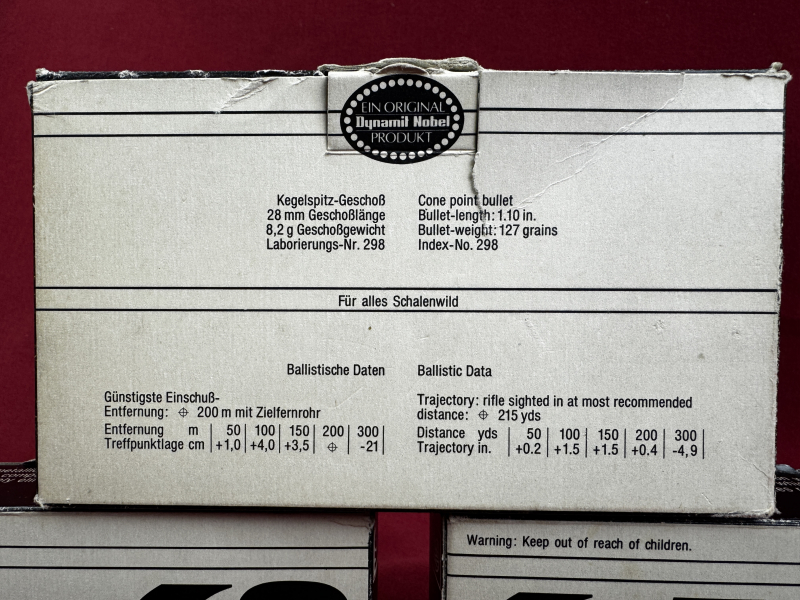 EIN ORIGINAL
Dynamit Nobel
PRODUKT
Kegelspitz-Geschoß
28 mm Geschoßlänge
8,2 g Geschoßgewicht
Laborierungs-Nr. 298
Cone point bullet
Bullet-length: 1.10 in.
Bullet-weight: 127 grains
Index-No. 298
Für alles Schalenwild
Ballistische Daten
Günstigste Einschuß-
Entfernung: ⌖ 200 m mit Zielfernrohr
Entfernung m | 50 | 100 | 150 | 200 | 300 |
Treffpunktlage cm | +1,0 | +4,0 | +3,5 | ⌖ | -21 |
Ballistic Data
Trajectory: rifle sighted in at most recommended
distance: ⌖ 215 yds
Distance yds | 50 | 100 | 150 | 200 | 300 |
Trajectory in. | +0.2 | +1.5 | +1.5 | +0.4 | -4,9 |
Warning: Keep out of reach of children.